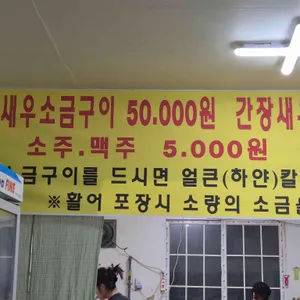 새우소금구이 50.000원 간장새
소주.맥주 5.000원
소금구이를 드시면 얼큰(하얀)칼
※활어 포장시 소량의 소금
FINE